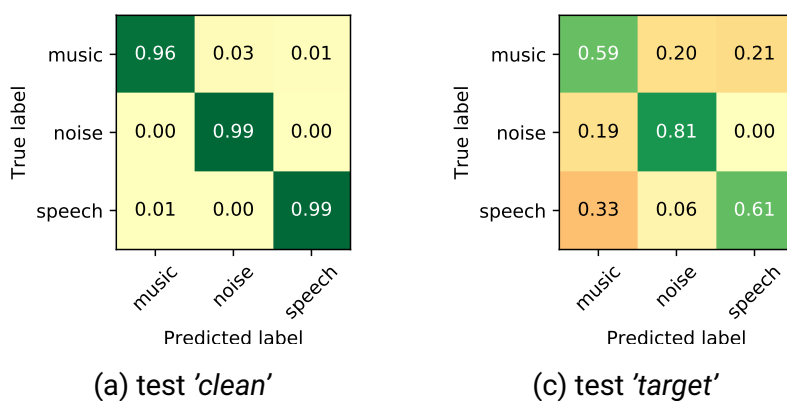 True label
music 0.96 0.03 0.01
noise 0.00 0.99 0.00
speech 0.01 0.00 0.99
music noise speech
Predicted label
(a) test 'clean'
True label
music 0.59 0.20 0.21
noise 0.19 0.81 0.00
speech 0.33 0.06 0.61
music noise speech
Predicted label
(c) test 'target'